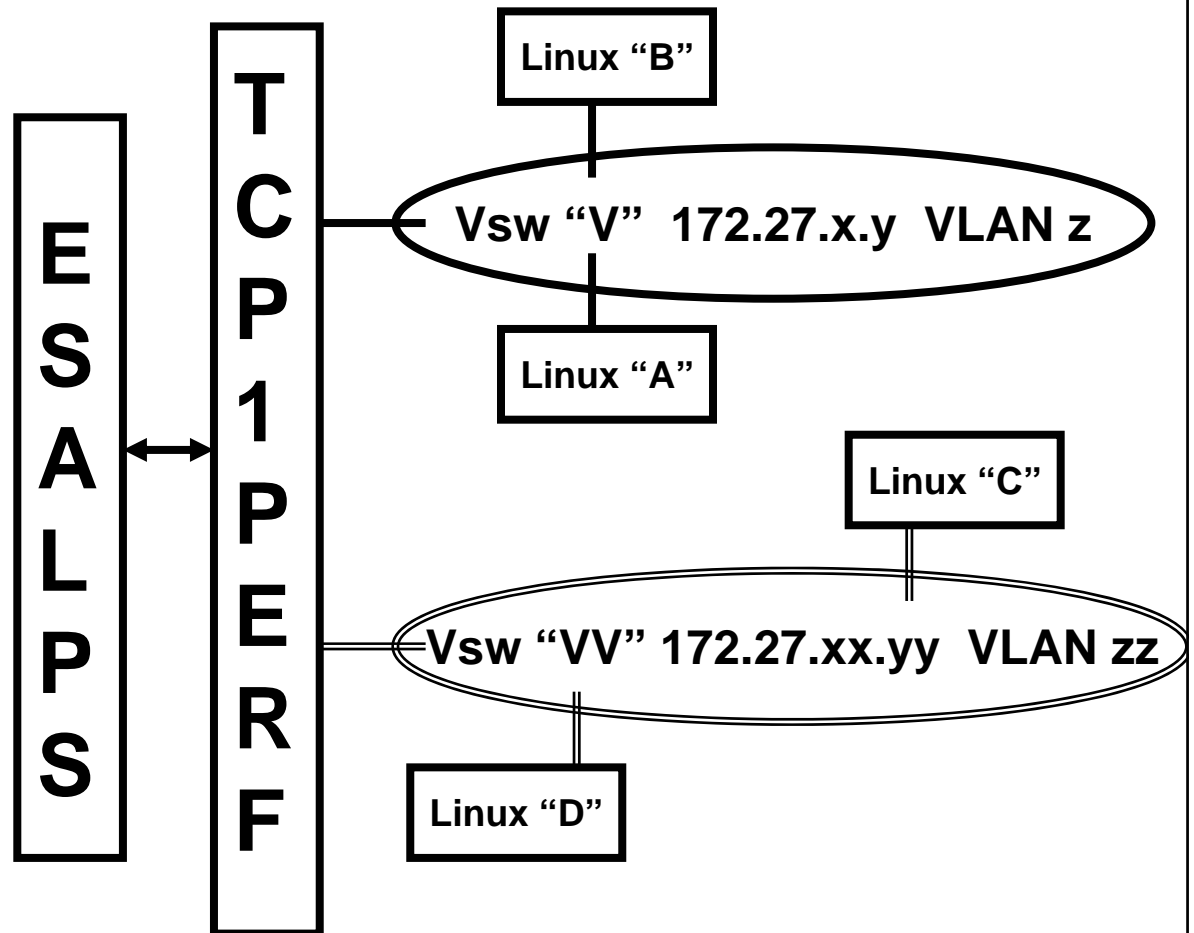 ESALPS
TCP1PERF
Linux “B”
Vsw “V” 172.27.x.y VLAN z
Linux “A”
Linux “C”
Vsw “VV” 172.27.xx.yy VLAN zz
Linux “D”